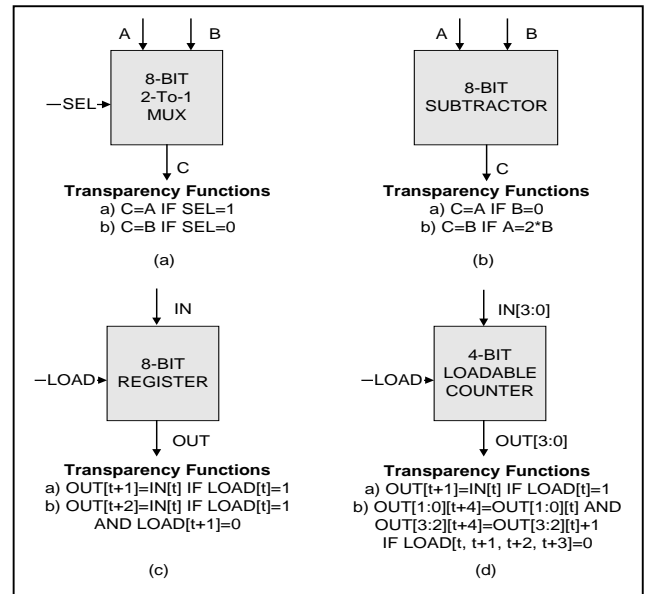 A B
8-BIT
2-To-1
MUX
SEL
C
Transparency Functions
a) C=A IF SEL=1
b) C=B IF SEL=0
(a)
A B
8-BIT
SUBTRACTOR
C
Transparency Functions
a) C=A IF B=0
b) C=B IF A=2*B
(b)
IN
8-BIT
REGISTER
LOAD
OUT
Transparency Functions
a) OUT[t+1]=IN[t] IF LOAD[t]=1
b) OUT[t+2]=IN[t] IF LOAD[t]=1
AND LOAD[t+1]=0
(c)
IN[3:0]
4-BIT
LOADABLE
COUNTER
LOAD
OUT[3:0]
Transparency Functions
a) OUT[t+1]=IN[t] IF LOAD[t]=1
b) OUT[1:0][t+4]=OUT[1:0][t] AND
OUT[3:2][t+4]=OUT[3:2][t]+1
IF LOAD[t, t+1, t+2, t+3]=0
(d)